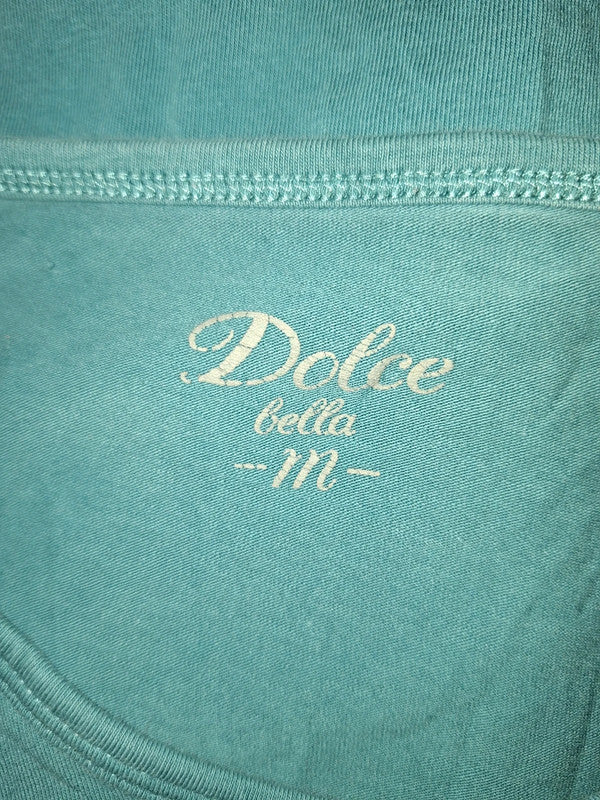 Dolce
bella
- m -